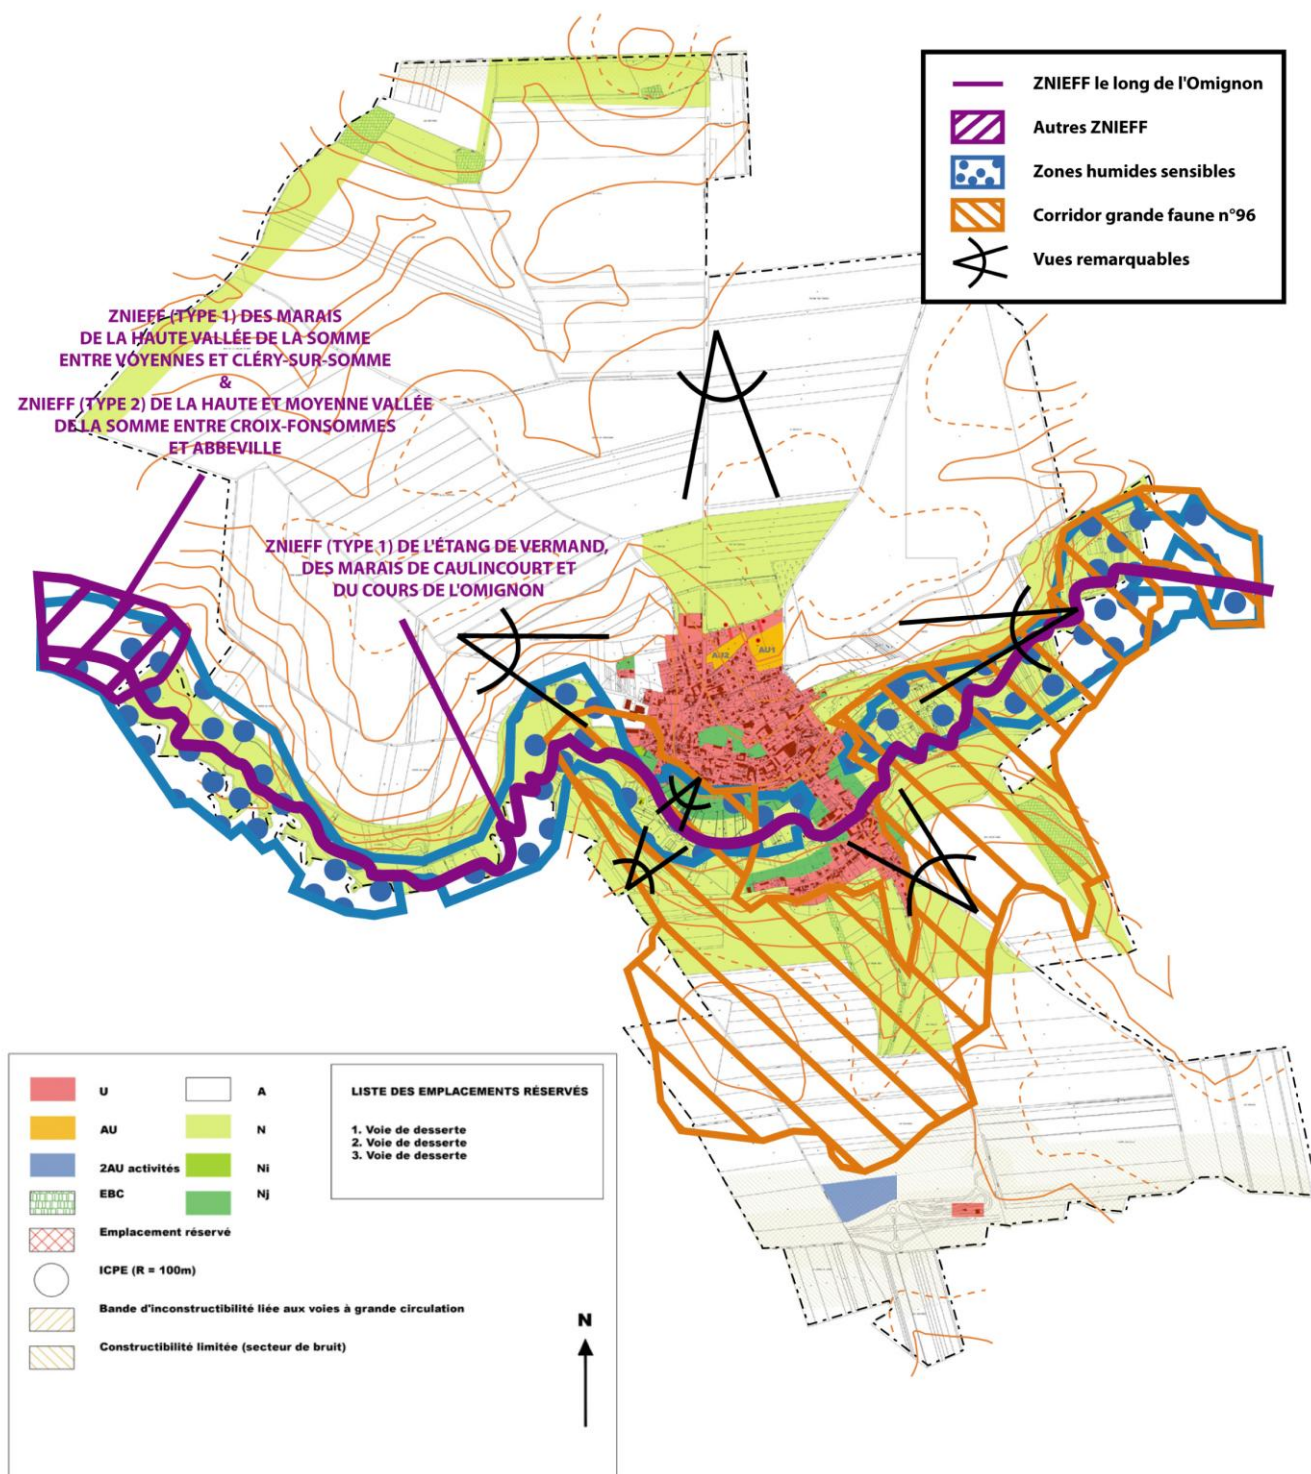 ZNIEFF le long de l'Omignon
Autres ZNIEFF
Zones humides sensibles
Corridor grande faune n°96
Vues remarquables
ZNIEFF (TYPE 1) DES MARAIS
DE LA HAUTE VALLÉE DE LA SOMME
ENTRE VOYENNES ET CLÉRY-SUR-SOMME
&
ZNIEFF (TYPE 2) DE LA HAUTE ET MOYENNE VALLÉE
DE LA SOMME ENTRE CROIX-FONSOMMES
ET ABBEVILLE
ZNIEFF (TYPE 1) DE L'ÉTANG DE VERMAND,
DES MARAIS DE CAULINCOURT ET
DU COURS DE L'OMIGNON
AU2
AU1
U
AU
2AU activités
EBC
Emplacement réservé
ICPE (R = 100m)
Bande d'inconstructibilité liée aux voies à grande circulation
Constructibilité limitée (secteur de bruit)
A
N
Ni
Nj
LISTE DES EMPLACEMENTS RÉSERVÉS
1. Voie de desserte
2. Voie de desserte
3. Voie de desserte
N